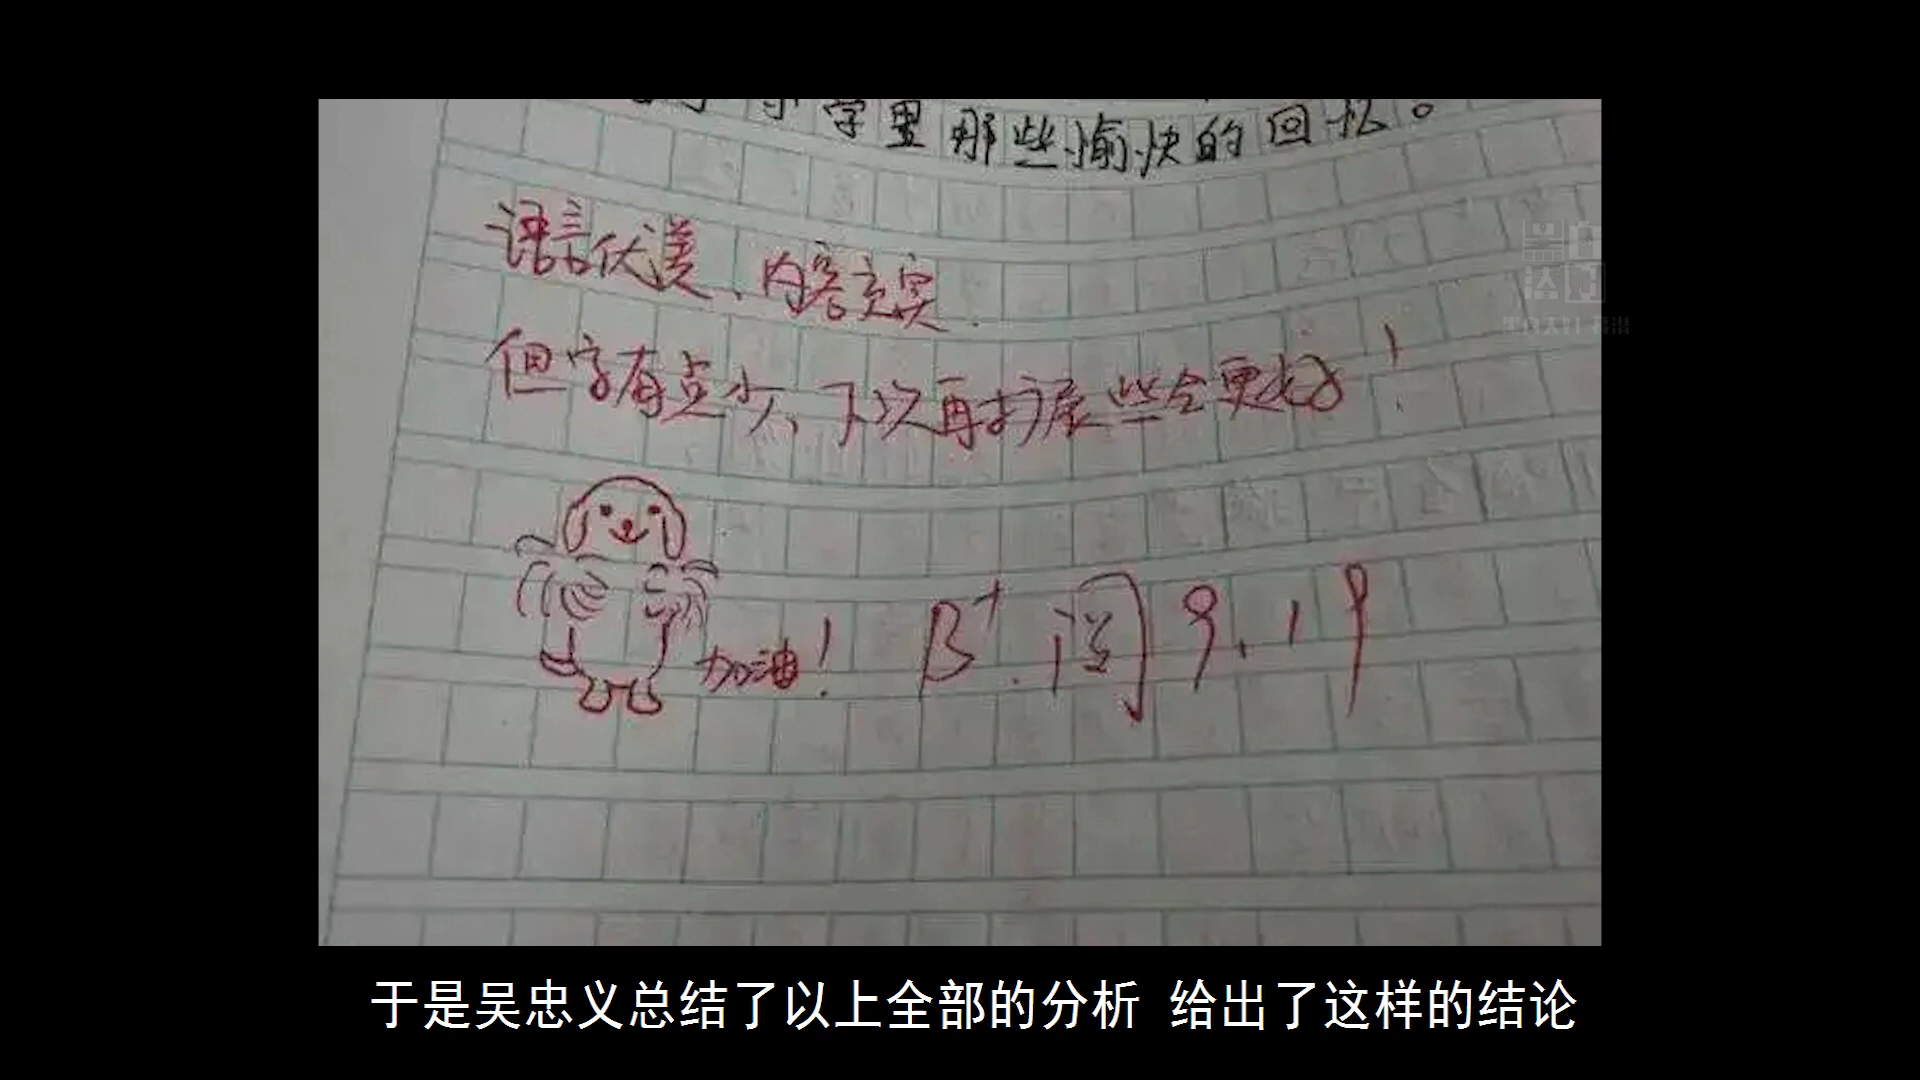 学里那些愉快的回忆。
语言优美、内容充实.
但字有点少、下次再扩展些会更好！
加油！
B+.阅 9.19
于是吴忠义总结了以上全部的分析 给出了这样的结论